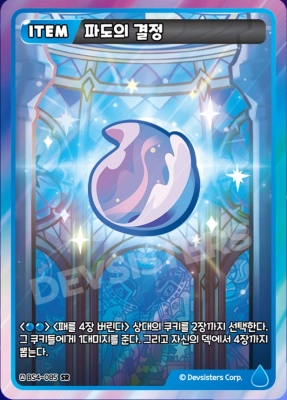 ITEM 파도의 결정
DEVSISTERS
<🔵🔵> <패를 4장 버린다> 상대의 쿠키를 2장까지 선택한다.
그 쿠키들에게 1대미지를 준다. 그리고 자신의 덱에서 4장까지
뽑는다.
BS4-085 SR
© Devsisters Corp.